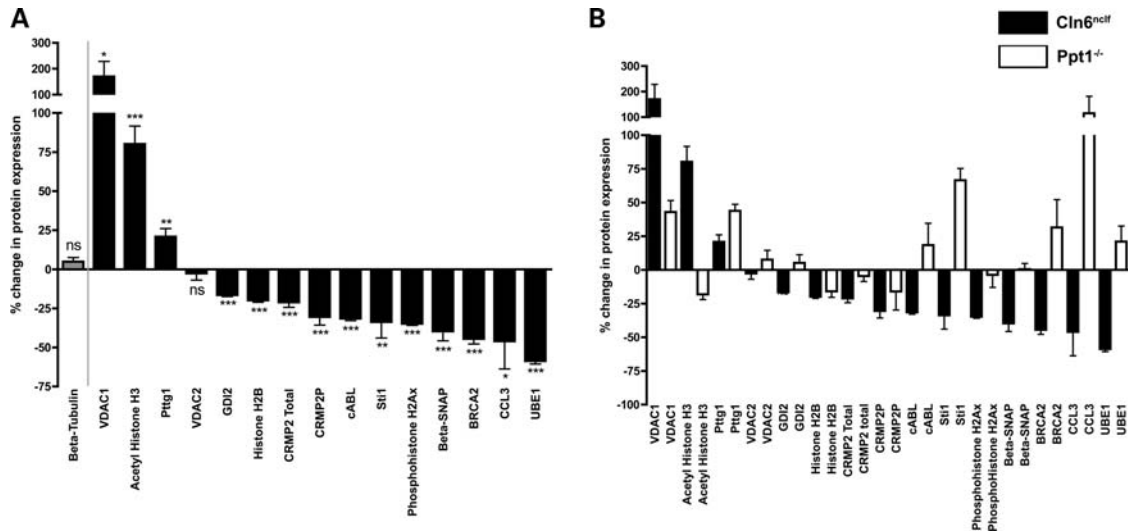 A
% change in protein expression
300
200
100
75
50
25
0
-25
-50
-75
ns
*
***
**
ns
***
***
***
***
***
**
***
***
***
*
***
Beta-Tubulin
VDAC1
Acetyl Histone H3
Pttg1
VDAC2
GDI2
Histone H2B
CRMP2 Total
CRMP2P
cABL
Sti1
Phosphohistone H2Ax
Beta-SNAP
BRCA2
CCL3
UBE1
B
Cln6nclf
Ppt1-/-
% change in protein expression
300
200
100
100
75
50
25
0
-25
-50
-75
-100
VDAC1
VDAC1
Acetyl Histone H3
Acetyl Histone H3
Pttg1
Pttg1
VDAC2
VDAC2
GDI2
GDI2
Histone H2B
Histone H2B
CRMP2 Total
CRMP2 total
CRMP2P
CRMP2P
cABL
cABL
Sti1
Sti1
Phosphohistone H2Ax
PhosphoHistone H2Ax
Beta-SNAP
Beta-SNAP
BRCA2
BRCA2
CCL3
CCL3
UBE1
UBE1